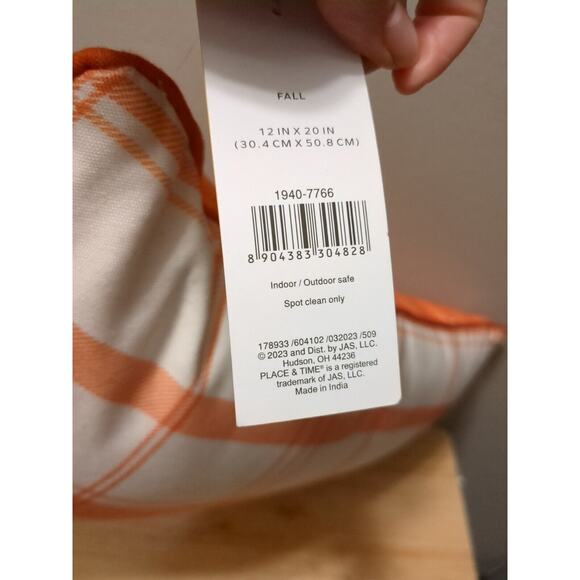 FALL
12 IN X 20 IN
(30.4 CM X 50.8 CM)
1940-7766
8 904383 304828
Indoor / Outdoor safe
Spot clean only
178933 /604102 /032023 /509
© 2023 and Dist. by JAS, LLC.
Hudson, OH 44236
PLACE & TIME® is a registered
trademark of JAS, LLC.
Made in India